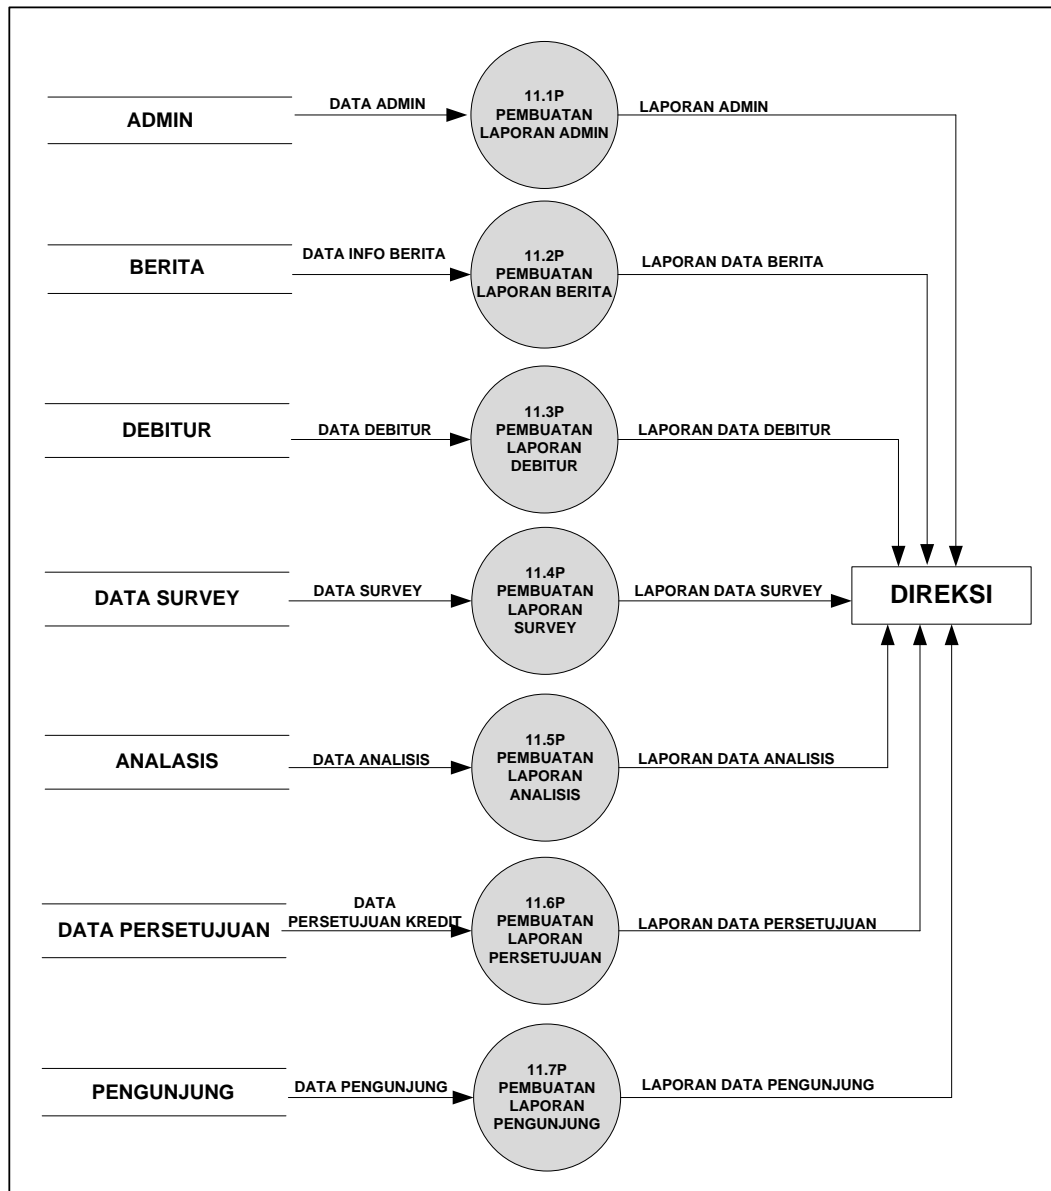 ADMIN
DATA ADMIN
11.1P
PEMBUATAN
LAPORAN ADMIN
LAPORAN ADMIN
BERITA
DATA INFO BERITA
11.2P
PEMBUATAN
LAPORAN BERITA
LAPORAN DATA BERITA
DEBITUR
DATA DEBITUR
11.3P
PEMBUATAN
LAPORAN
DEBITUR
LAPORAN DATA DEBITUR
DATA SURVEY
DATA SURVEY
11.4P
PEMBUATAN
LAPORAN
SURVEY
LAPORAN DATA SURVEY
DIREKSI
ANALASIS
DATA ANALISIS
11.5P
PEMBUATAN
LAPORAN
ANALISIS
LAPORAN DATA ANALISIS
DATA PERSETUJUAN
DATA
PERSETUJUAN KREDIT
11.6P
PEMBUATAN
LAPORAN
PERSETUJUAN
LAPORAN DATA PERSETUJUAN
PENGUNJUNG
DATA PENGUNJUNG
11.7P
PEMBUATAN
LAPORAN
PENGUNJUNG
LAPORAN DATA PENGUNJUNG